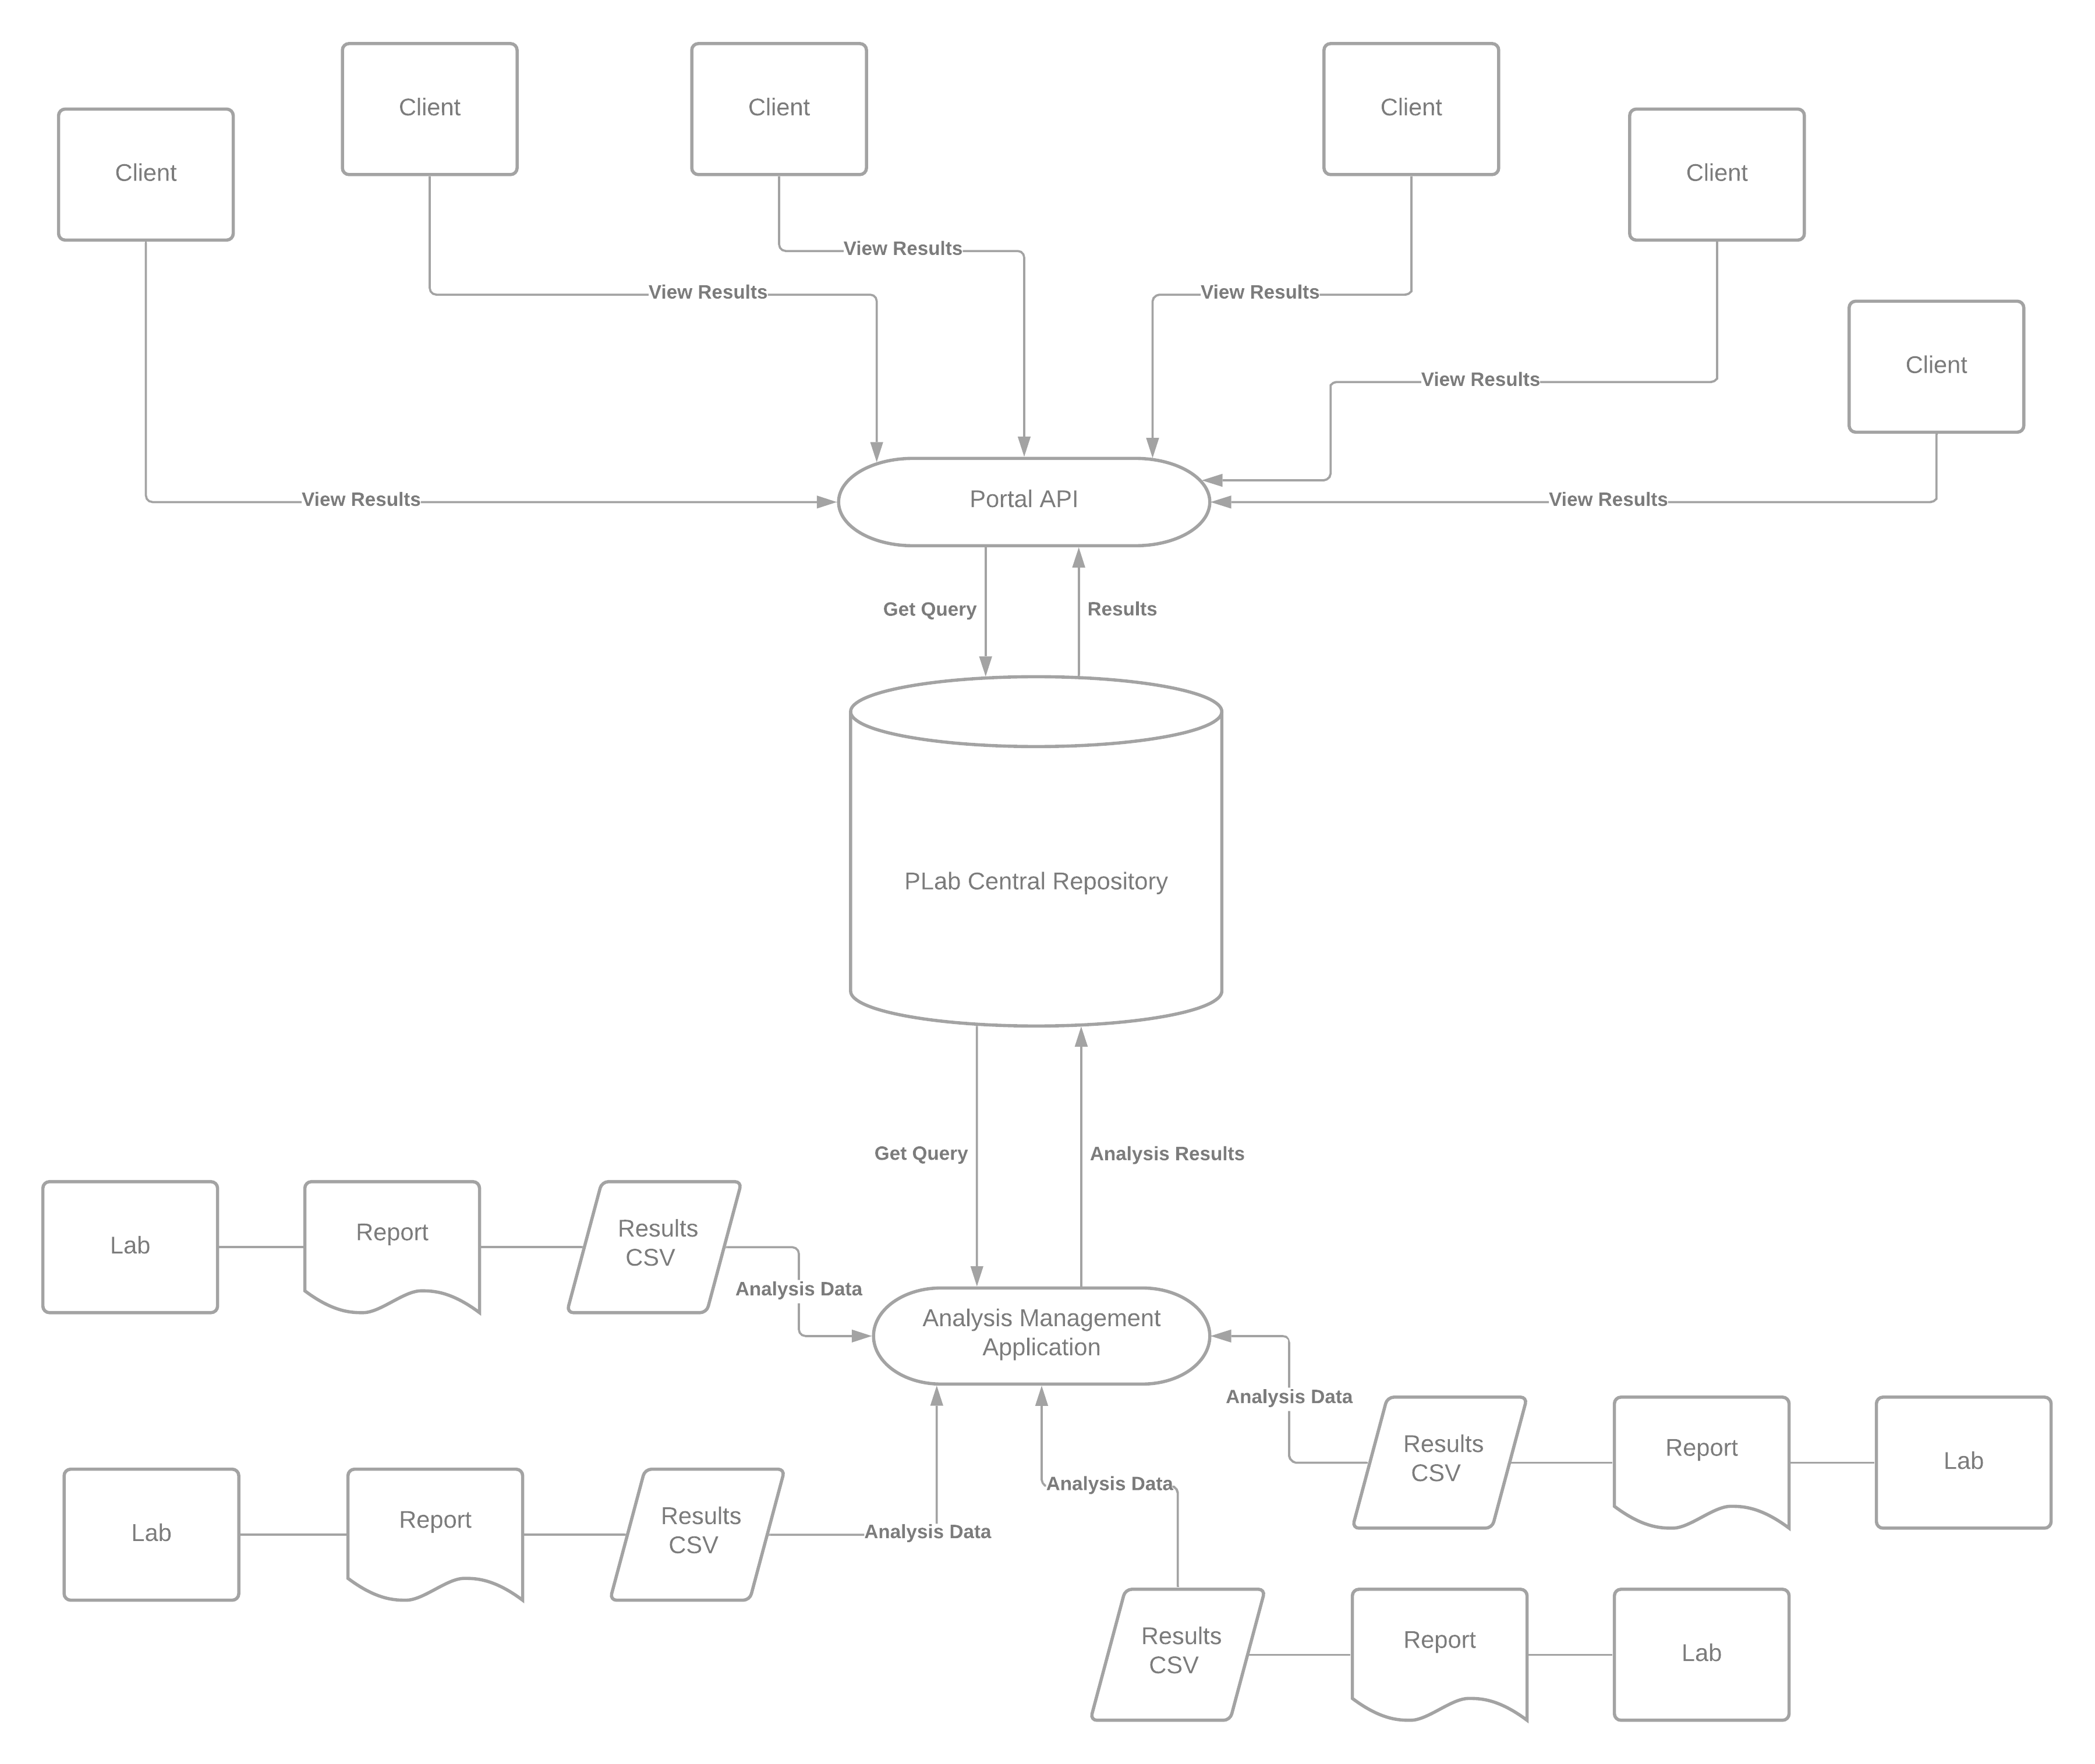 Client
Client
Client
Client
Client
Client
View Results
View Results
View Results
View Results
View Results
View Results
Portal API
Get Query
Results
PLab Central Repository
Get Query
Analysis Results
Lab
Report
Results
CSV
Analysis Data
Analysis Management
Application
Analysis Data
Results
CSV
Report
Lab
Lab
Report
Results
CSV
Analysis Data
Analysis Data
Results
CSV
Report
Lab